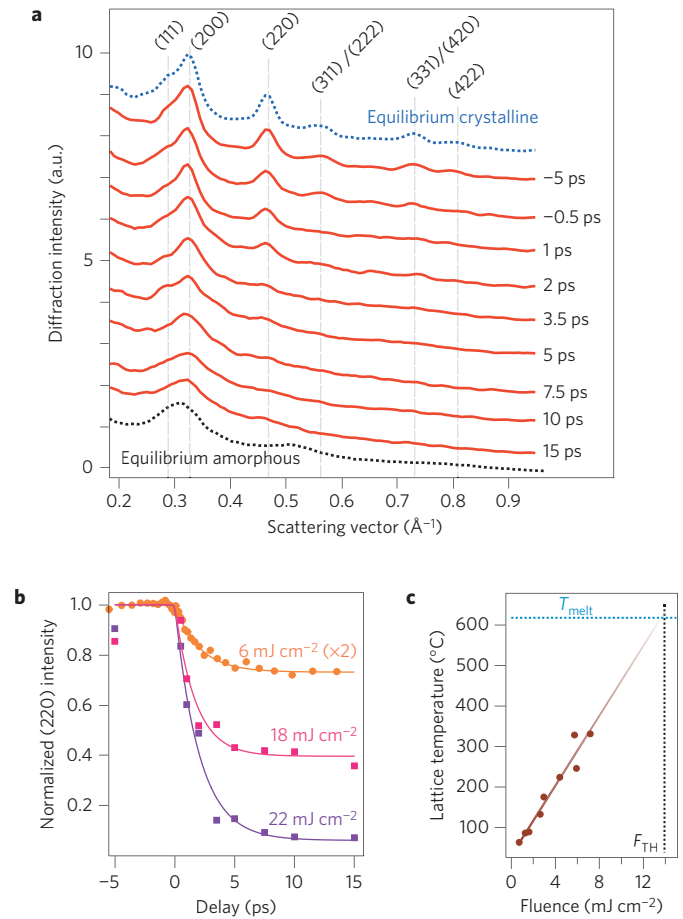 a
(111) (200) (220) (311) /(222) (331)/(420) (422)
10
5
0
Diffraction intensity (a.u.)
Equilibrium crystalline
−5 ps
−0.5 ps
1 ps
2 ps
3.5 ps
5 ps
7.5 ps
10 ps
15 ps
Equilibrium amorphous
0.2 0.3 0.4 0.5 0.6 0.7 0.8 0.9
Scattering vector (Å⁻¹)
b
1.0
0.8
0.6
0.4
0.2
Normalized (220) intensity
6 mJ cm⁻² (×2)
18 mJ cm⁻²
22 mJ cm⁻²
−5 0 5 10 15
Delay (ps)
c
T_melt
600
500
400
300
200
100
Lattice temperature (°C)
F_TH
0 4 8 12
Fluence (mJ cm⁻²)